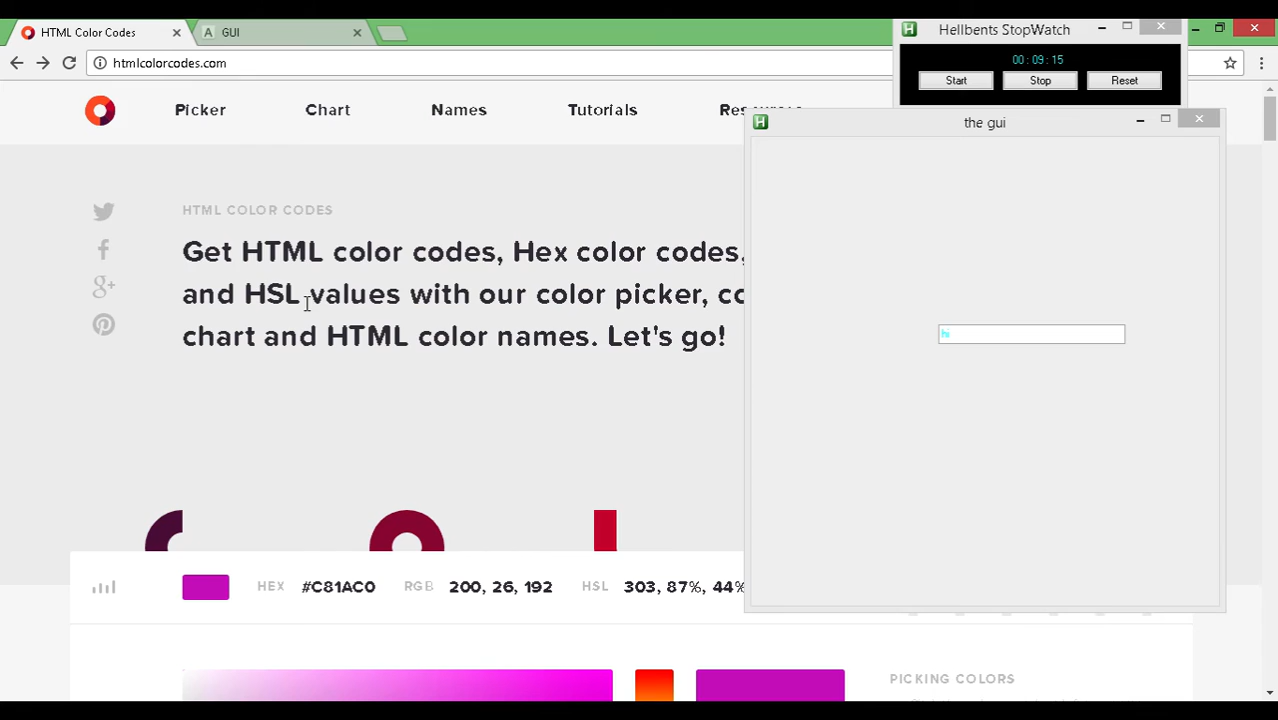 HTML Color Codes
A GUI
htmlcolorcodes.com
Hellbents StopWatch
00 : 09 : 15
Start Stop Reset
Picker Chart Names Tutorials
the gui
HTML COLOR CODES
Get HTML color codes, Hex color codes,
and HSL values with our color picker,
chart and HTML color names. Let's go!
hi
HEX #C81AC0 RGB 200, 26, 192 HSL 303, 87%, 44%
PICKING COLORS